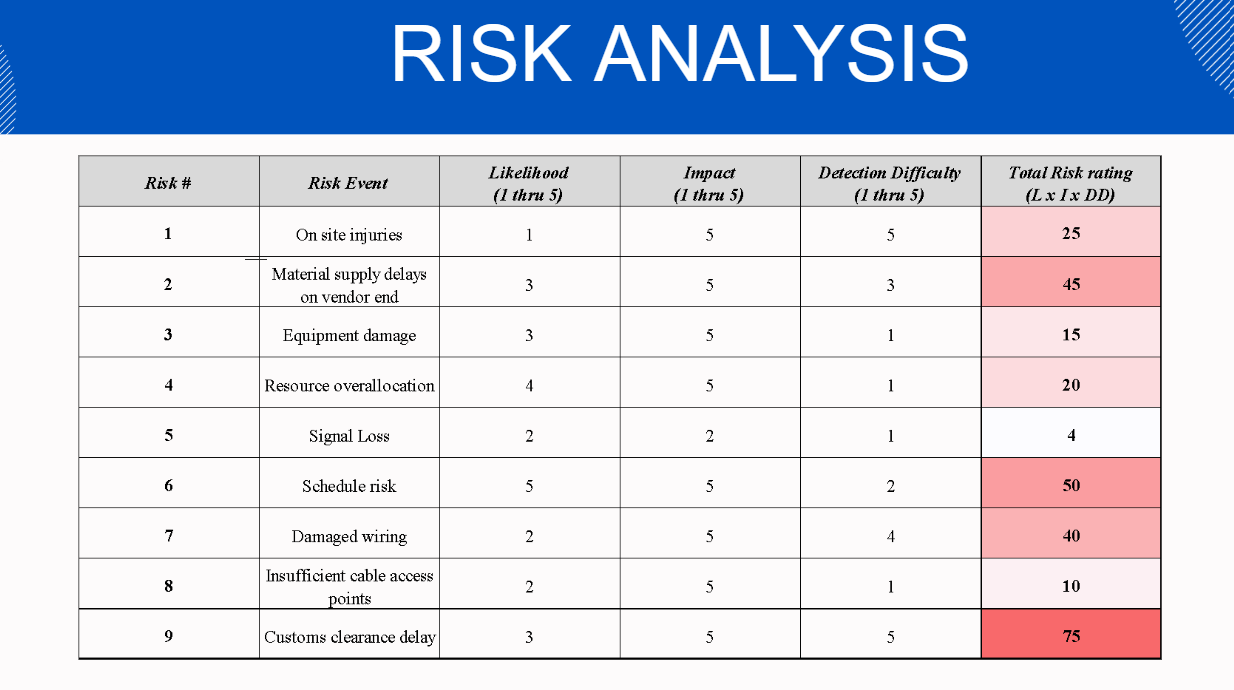 RISK ANALYSIS
Risk # Risk Event Likelihood (1 thru 5) Impact (1 thru 5) Detection Difficulty (1 thru 5) Total Risk rating (L x I x DD)
1 On site injuries 1 5 5 25
2 Material supply delays on vendor end 3 5 3 45
3 Equipment damage 3 5 1 15
4 Resource overallocation 4 5 1 20
5 Signal Loss 2 2 1 4
6 Schedule risk 5 5 2 50
7 Damaged wiring 2 5 4 40
8 Insufficient cable access points 2 5 1 10
9 Customs clearance delay 3 5 5 75